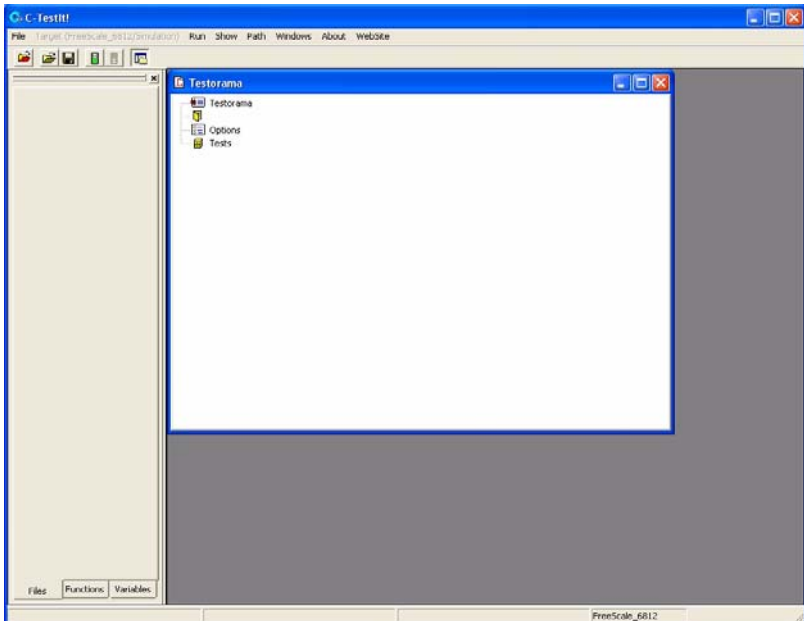 C-TestIt!
File Target (FreeScale_6812/Simulation) Run Show Path Windows About WebSite
Testorama
Testorama
Options
Tests
Files Functions Variables
FreeScale_6812